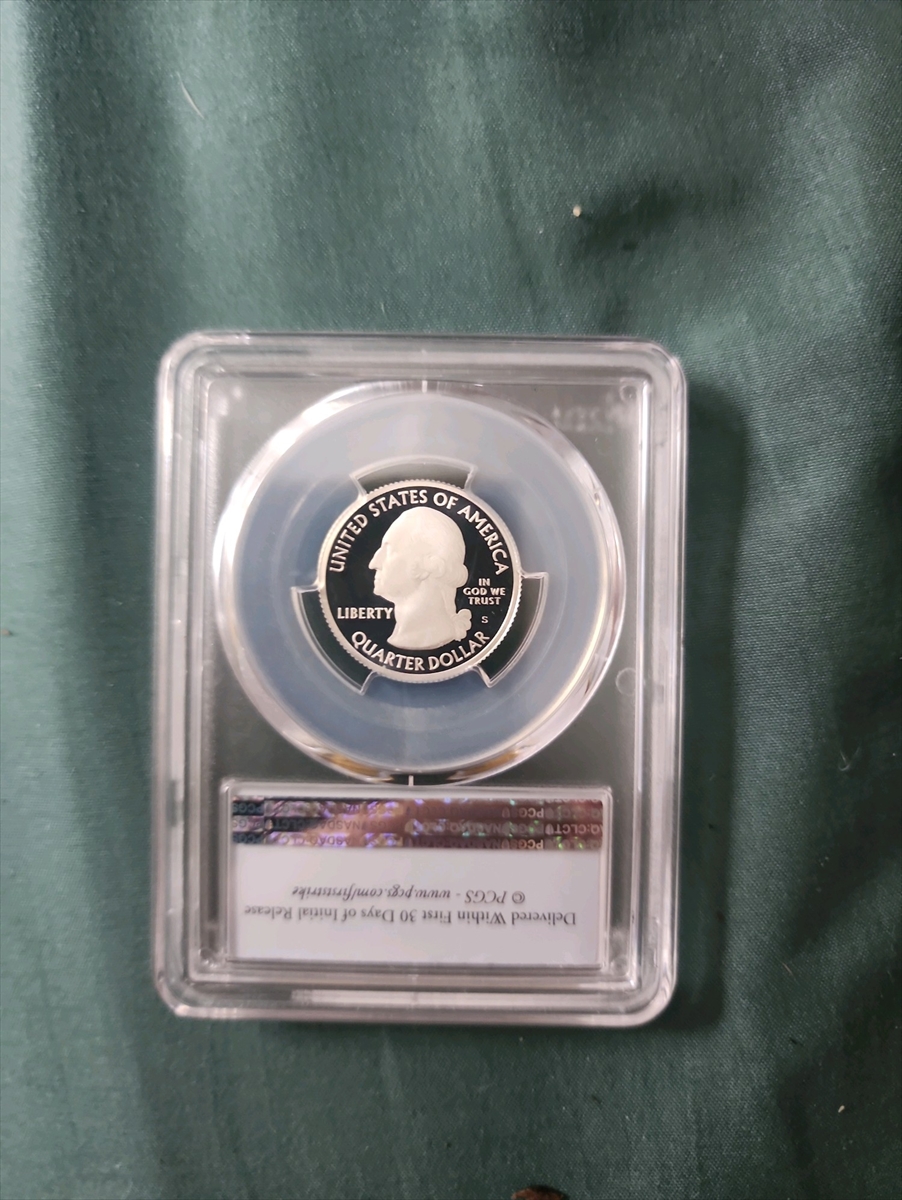 UNITED STATES OF AMERICA
LIBERTY
IN
GOD WE
TRUST
S
QUARTER DOLLAR
Delivered Within First 30 Days of Initial Release
© PCGS - www.pcgs.com/firststrike